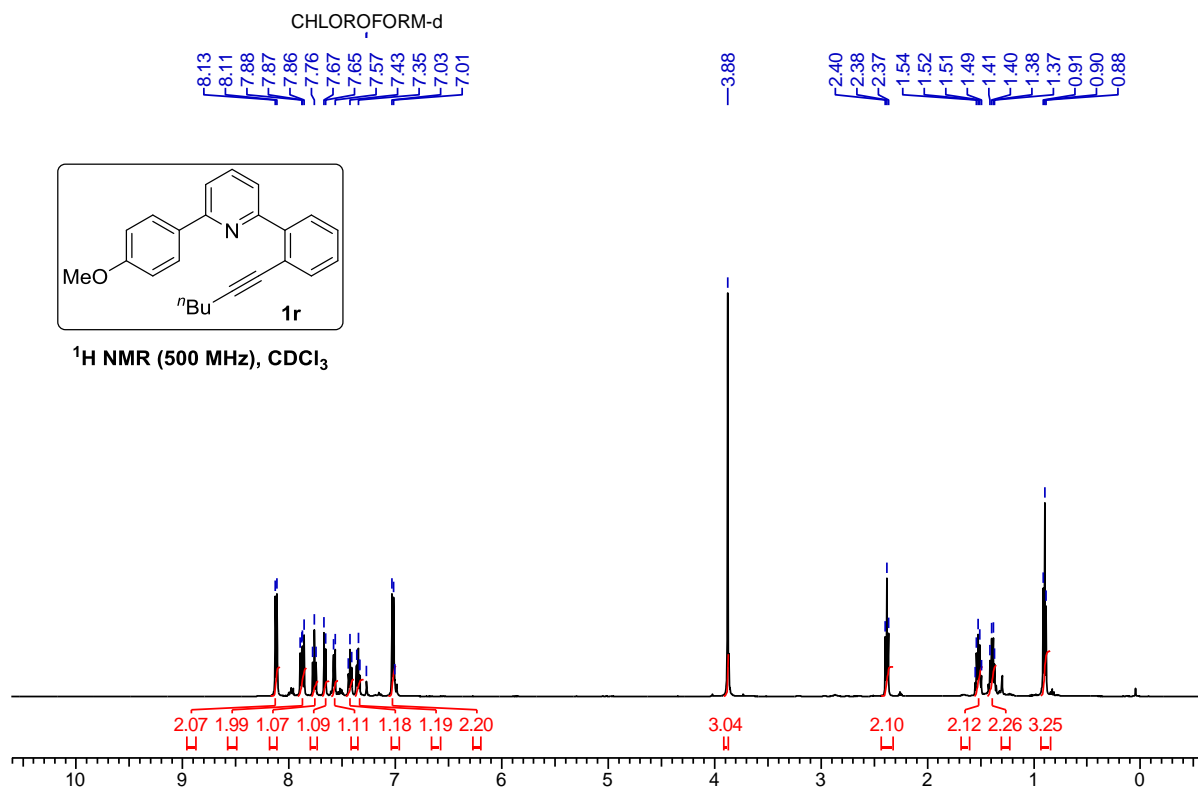 CHLOROFORM-d
8.13 8.11 7.88 7.87 7.86 7.76 7.67 7.65 7.57 7.43 7.35 7.03 7.01 3.88 2.40 2.38 2.37 1.54 1.52 1.51 1.49 1.41 1.40 1.38 1.37 0.91 0.90 0.88
N
MeO
nBu
1r
1H NMR (500 MHz), CDCl3
2.07 1.99 1.07 1.09 1.11 1.18 1.19 2.20 3.04 2.10 2.12 2.26 3.25
10 9 8 7 6 5 4 3 2 1 0